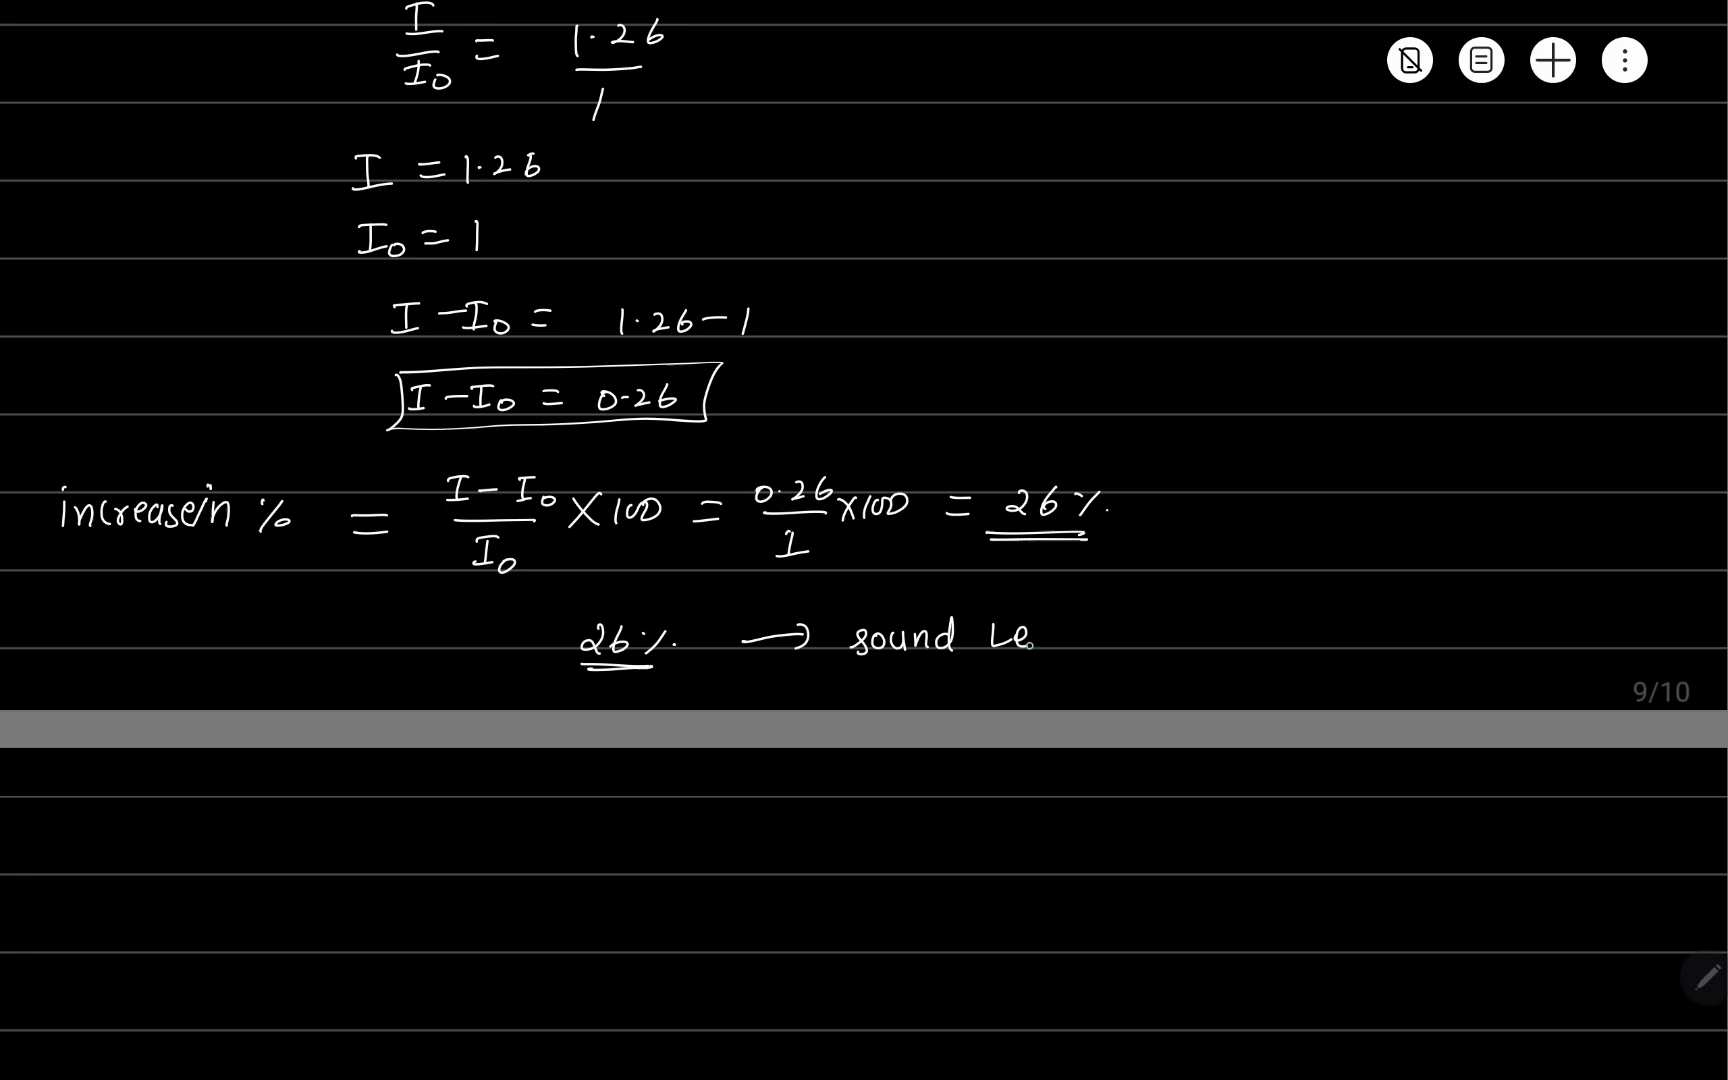 I/I₀ = 1.26/1
I = 1.26
I₀ = 1
I - I₀ = 1.26 - 1
I - I₀ = 0.26
increase in % = (I - I₀)/I₀ × 100 = 0.26/1 × 100 = 26%.
26%. → sound Le
9/10